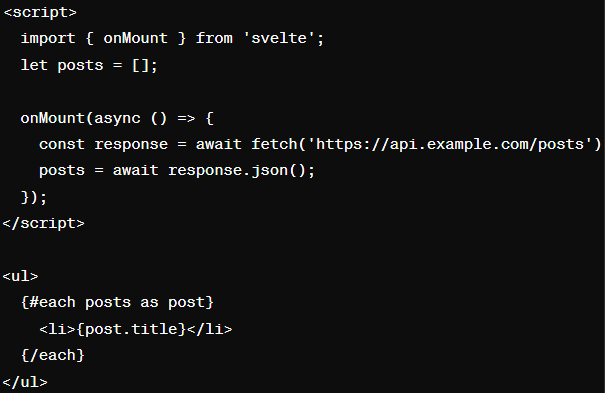 <script>
  import { onMount } from 'svelte';
  let posts = [];

  onMount(async () => {
    const response = await fetch('https://api.example.com/posts')
    posts = await response.json();
  });
</script>

<ul>
  {#each posts as post}
    <li>{post.title}</li>
  {/each}
</ul>